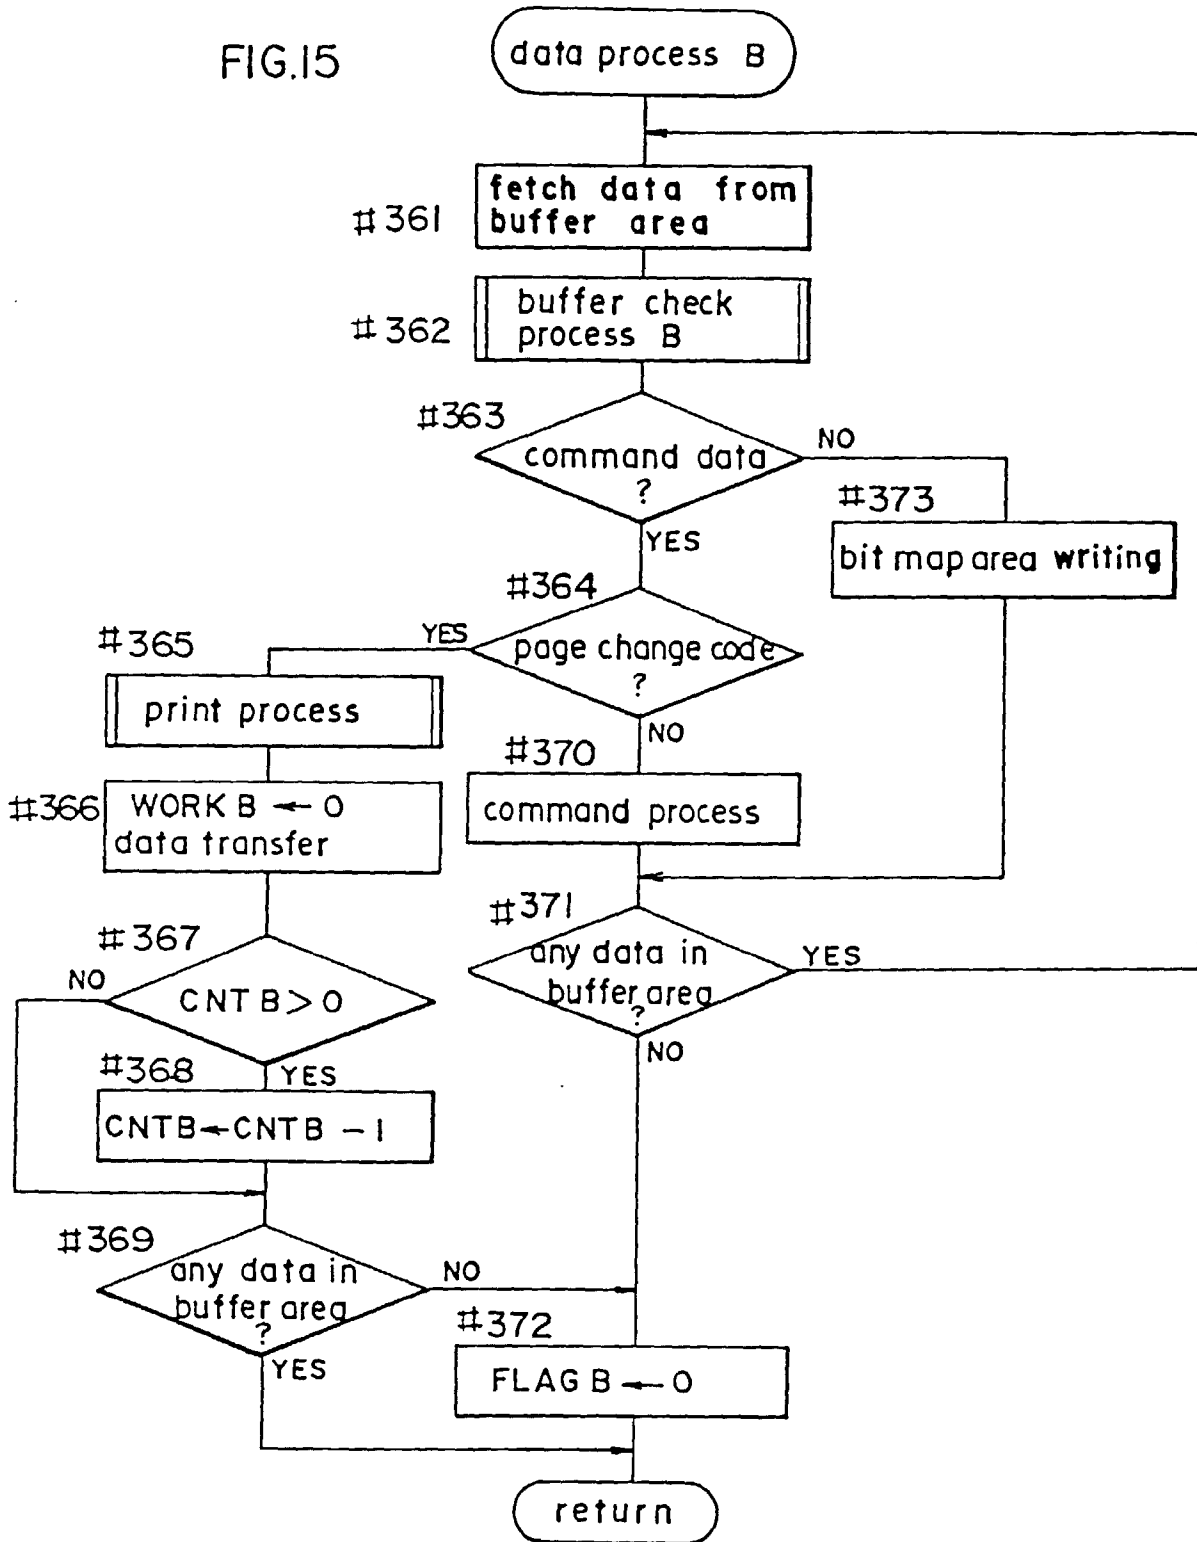 FIG.15
data process B
#361
fetch data from
buffer area
#362
buffer check
process B
#363
command data
?
NO
YES
#373
bit map area writing
#364
page change code
?
YES
NO
#365
print process
#366
WORK B ← 0
data transfer
#370
command process
#367
CNT B > 0
NO
YES
#371
any data in
buffer area
?
YES
NO
#368
CNTB ← CNTB - 1
#369
any data in
buffer area
?
NO
YES
#372
FLAG B ← 0
return